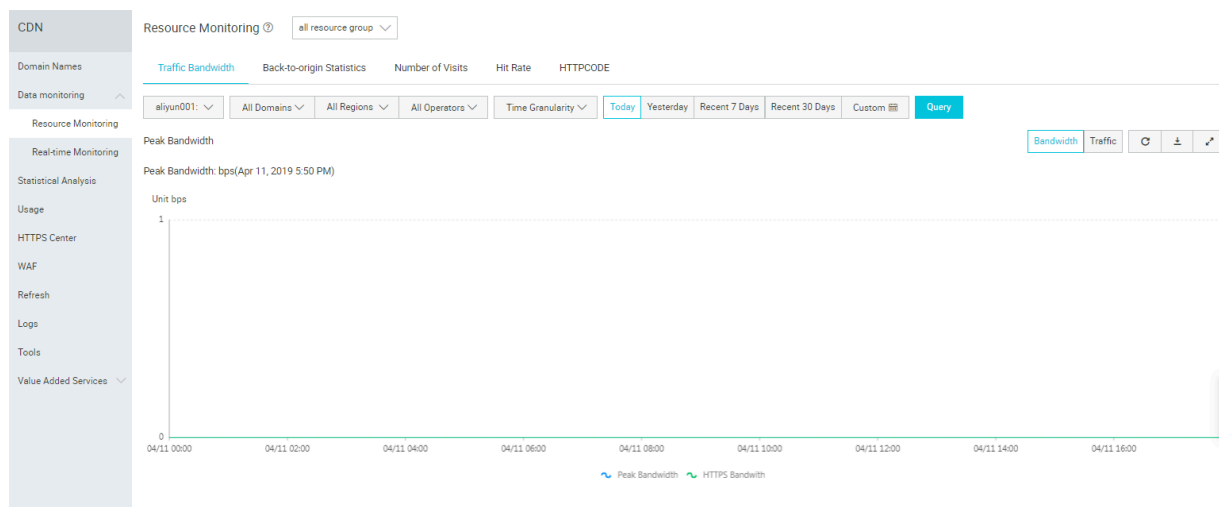 CDN
Domain Names
Data monitoring
Resource Monitoring
Real-time Monitoring
Statistical Analysis
Usage
HTTPS Center
WAF
Refresh
Logs
Tools
Value Added Services
Resource Monitoring ? all resource group
Traffic Bandwidth Back-to-origin Statistics Number of Visits Hit Rate HTTPCODE
aliyun001: All Domains All Regions All Operators Time Granularity Today Yesterday Recent 7 Days Recent 30 Days Custom Query
Peak Bandwidth Bandwidth Traffic
Peak Bandwidth: bps(Apr 11, 2019 5:50 PM)
Unit bps
1
0
04/11 00:00 04/11 02:00 04/11 04:00 04/11 06:00 04/11 08:00 04/11 10:00 04/11 12:00 04/11 14:00 04/11 16:00
Peak Bandwidth HTTPS Bandwith